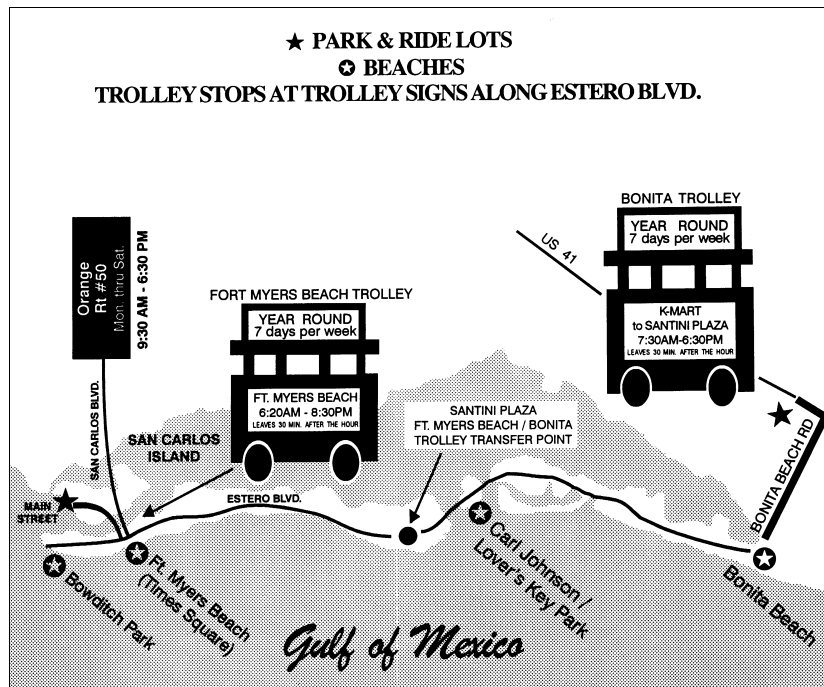 ★ PARK & RIDE LOTS
✪ BEACHES
TROLLEY STOPS AT TROLLEY SIGNS ALONG ESTERO BLVD.
BONITA TROLLEY
YEAR ROUND
7 days per week
US 41
K-MART
to SANTINI PLAZA
7:30AM-6:30PM
LEAVES 30 MIN. AFTER THE HOUR
Orange
Rt #50
Mon. thru Sat.
9:30 AM - 6:30 PM
FORT MYERS BEACH TROLLEY
YEAR ROUND
7 days per week
FT. MYERS BEACH
6:20AM - 8:30PM
LEAVES 30 MIN. AFTER THE HOUR
SANTINI PLAZA
FT. MYERS BEACH / BONITA
TROLLEY TRANSFER POINT
SAN CARLOS BLVD.
SAN CARLOS
ISLAND
BONITA BEACH RD
MAIN
STREET
ESTERO BLVD.
Bowditch Park
Ft. Myers Beach
(Times Square)
Carl Johnson /
Lover's Key Park
Bonita Beach
Gulf of Mexico